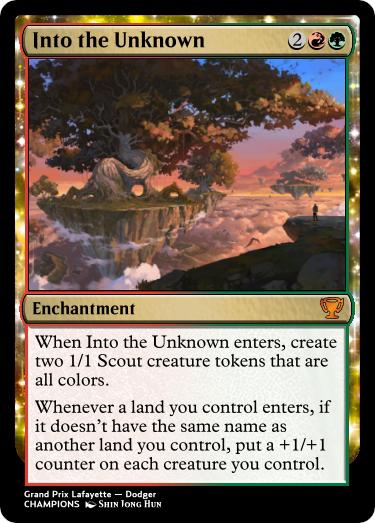 Into the Unknown 2
Enchantment
When Into the Unknown enters, create
two 1/1 Scout creature tokens that are
all colors.
Whenever a land you control enters, if
it doesn't have the same name as
another land you control, put a +1/+1
counter on each creature you control.
Grand Prix Lafayette — Dodger
CHAMPIONS Shin Jong Hun